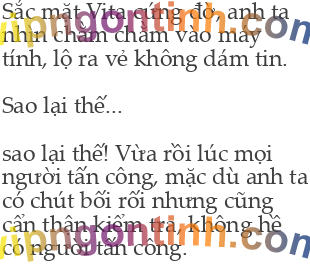 Sắc mặt Vita cứng đờ, anh ta
nhìn chằm chằm vào máy
tính, lộ ra vẻ không dám tin.
Sao lại thế...
sao lại thế! Vừa rồi lúc mọi
người tấn công, mặc dù anh ta
có chút bối rối nhưng cũng
cẩn thận kiểm tra, không hề
có người tấn công.